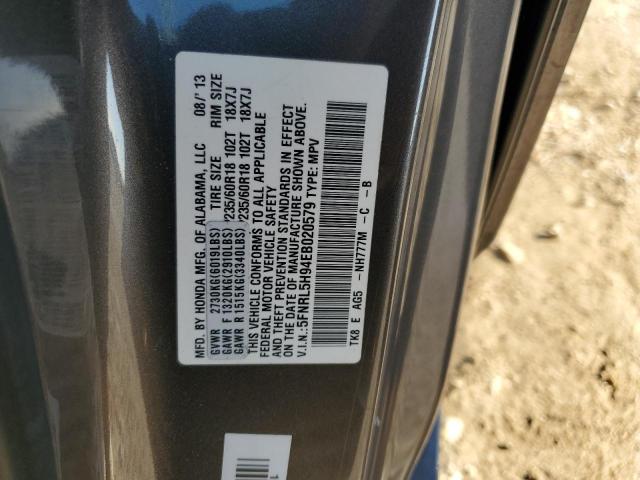 MFD. BY HONDA MFG. OF ALABAMA, LLC 08/'13
GVWR 2730KG(6019LBS) TIRE SIZE RIM SIZE
GAWR F 1320KG(2910LBS) P235/60R18 102T 18X7J
GAWR R 1515KG(3340LBS) P235/60R18 102T 18X7J
THIS VEHICLE CONFORMS TO ALL APPLICABLE
FEDERAL MOTOR VEHICLE SAFETY
AND THEFT PREVENTION STANDARDS IN EFFECT
ON THE DATE OF MANUFACTURE SHOWN ABOVE.
V.I.N.:5FNRL5H94EB020579 TYPE: MPV
TK8 E AG5 -NH777M -C -B